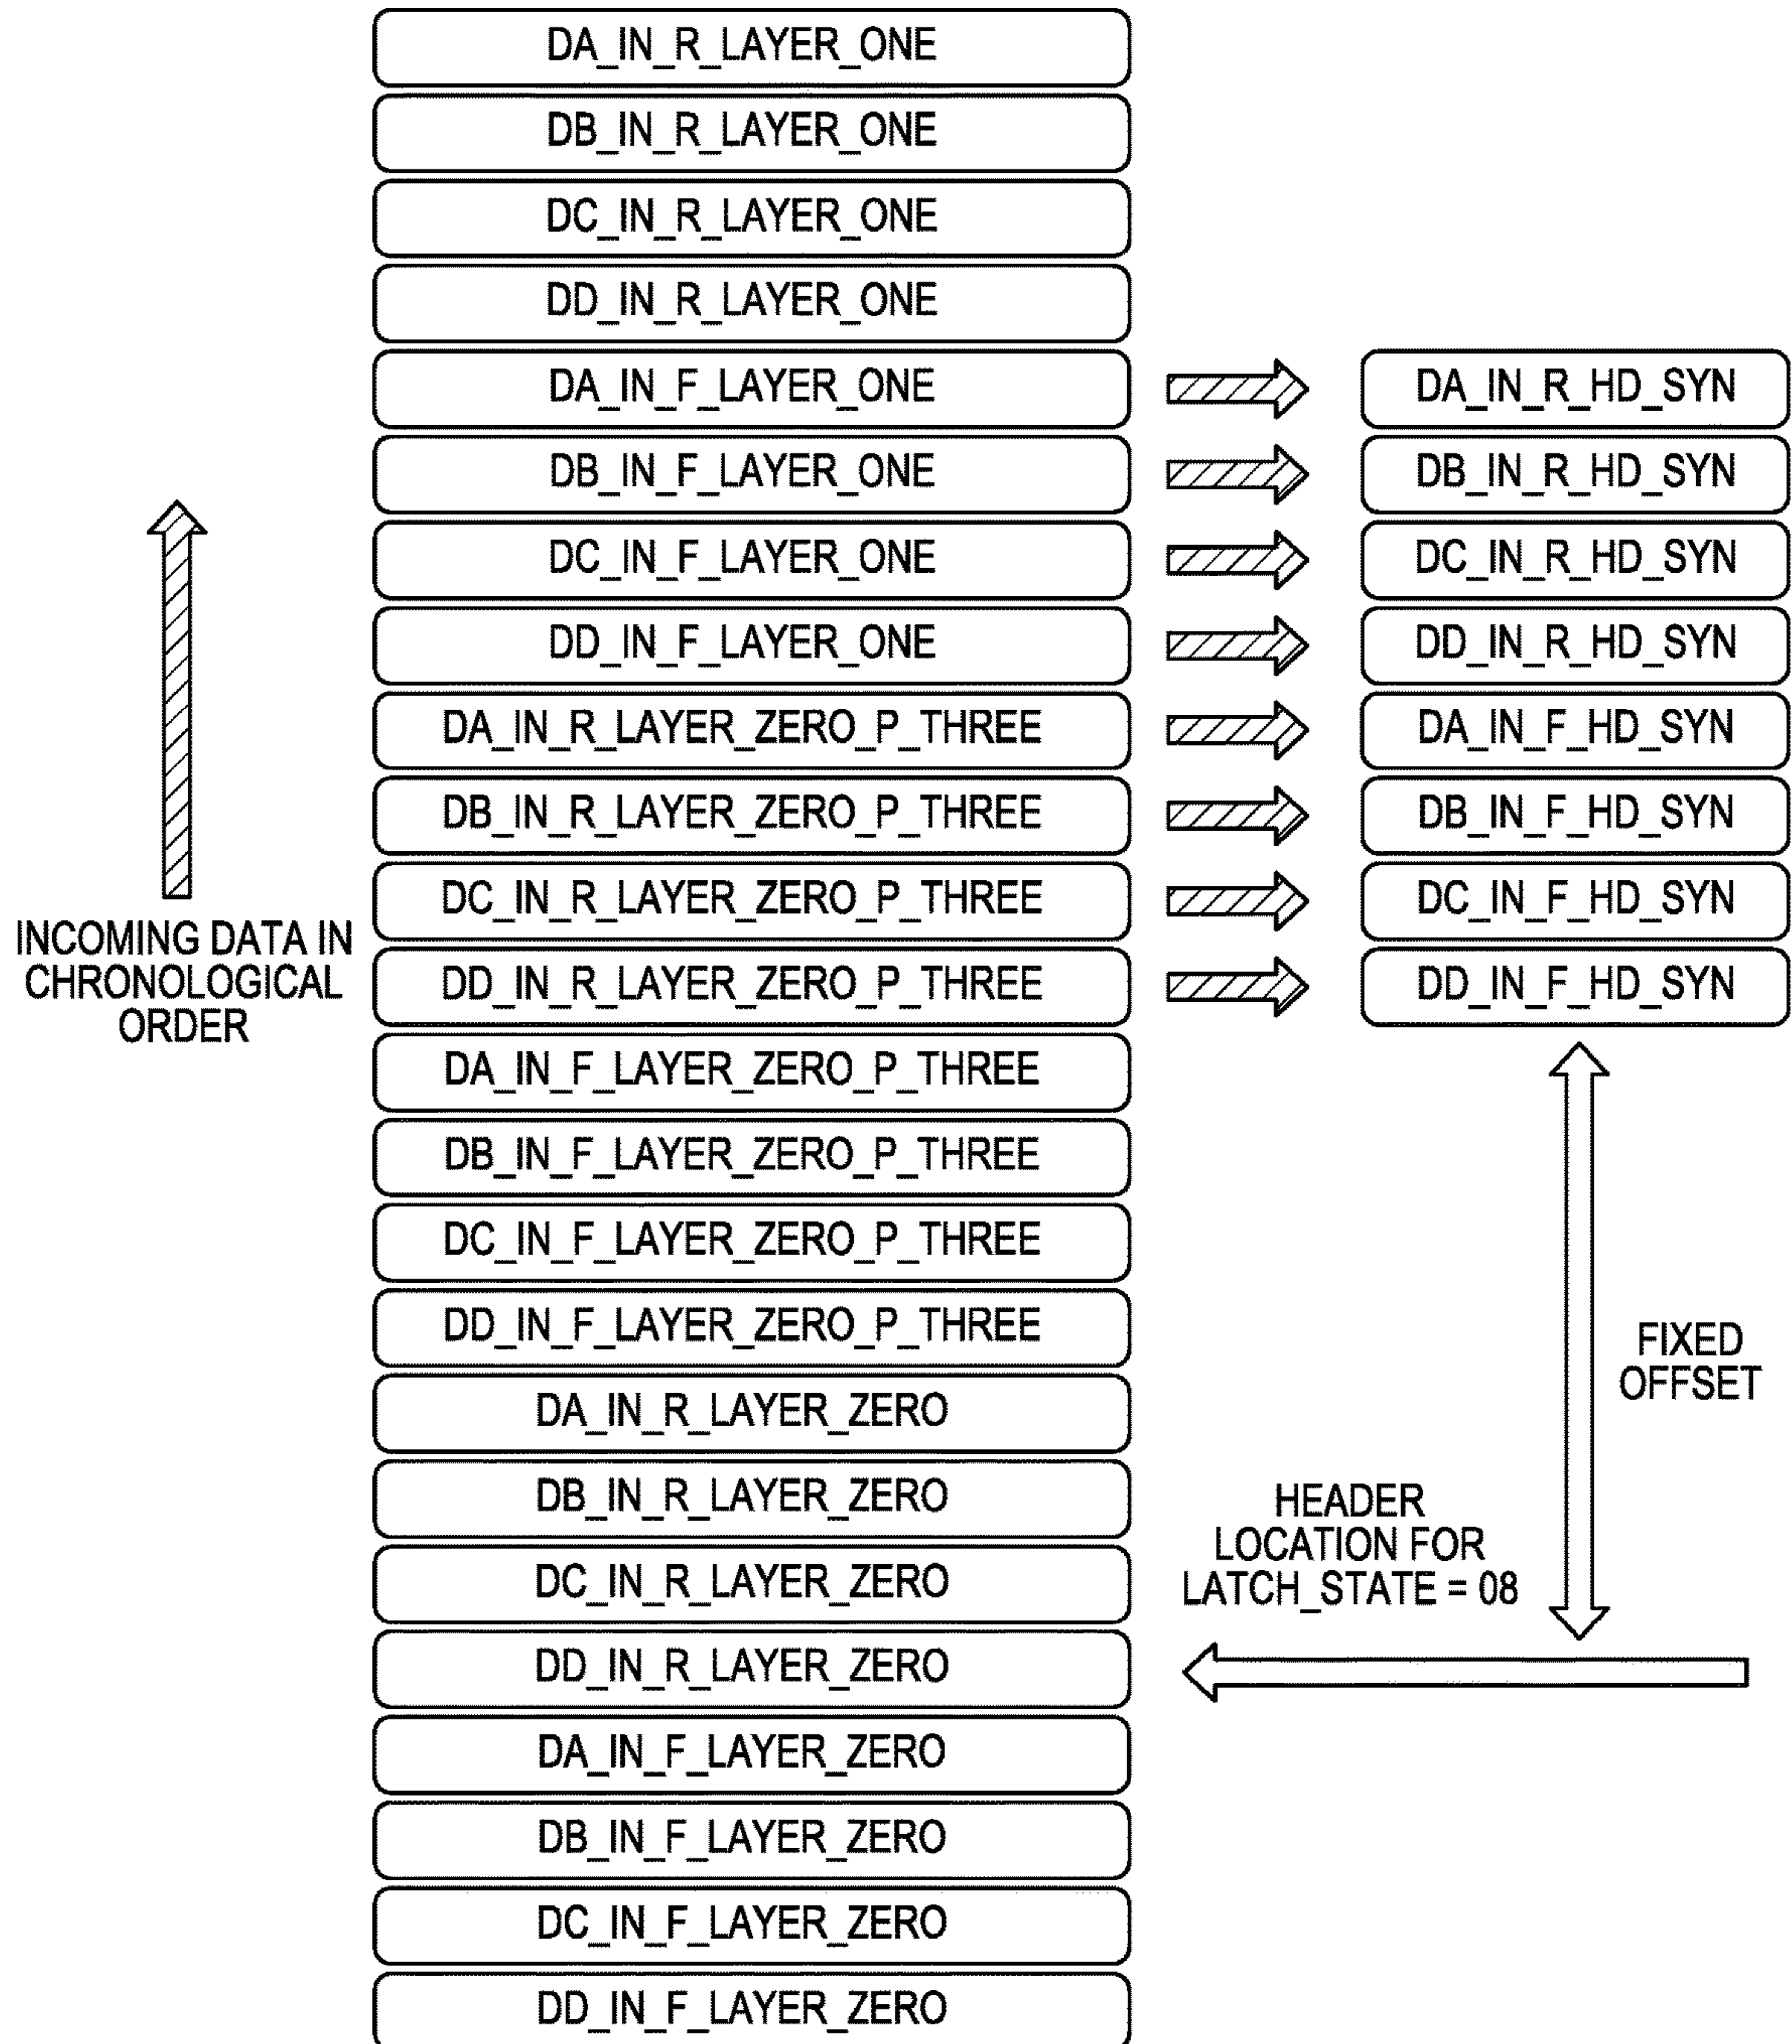 DA_IN_R_LAYER_ONE
DB_IN_R_LAYER_ONE
DC_IN_R_LAYER_ONE
DD_IN_R_LAYER_ONE
DA_IN_F_LAYER_ONE
DA_IN_R_HD_SYN
DB_IN_F_LAYER_ONE
DB_IN_R_HD_SYN
DC_IN_F_LAYER_ONE
DC_IN_R_HD_SYN
DD_IN_F_LAYER_ONE
DD_IN_R_HD_SYN
DA_IN_R_LAYER_ZERO_P_THREE
DA_IN_F_HD_SYN
DB_IN_R_LAYER_ZERO_P_THREE
DB_IN_F_HD_SYN
DC_IN_R_LAYER_ZERO_P_THREE
DC_IN_F_HD_SYN
DD_IN_R_LAYER_ZERO_P_THREE
DD_IN_F_HD_SYN
INCOMING DATA IN
CHRONOLOGICAL
ORDER
DA_IN_F_LAYER_ZERO_P_THREE
DB_IN_F_LAYER_ZERO_P_THREE
DC_IN_F_LAYER_ZERO_P_THREE
DD_IN_F_LAYER_ZERO_P_THREE
FIXED
OFFSET
DA_IN_R_LAYER_ZERO
DB_IN_R_LAYER_ZERO
DC_IN_R_LAYER_ZERO
HEADER
LOCATION FOR
LATCH_STATE = 08
DD_IN_R_LAYER_ZERO
DA_IN_F_LAYER_ZERO
DB_IN_F_LAYER_ZERO
DC_IN_F_LAYER_ZERO
DD_IN_F_LAYER_ZERO